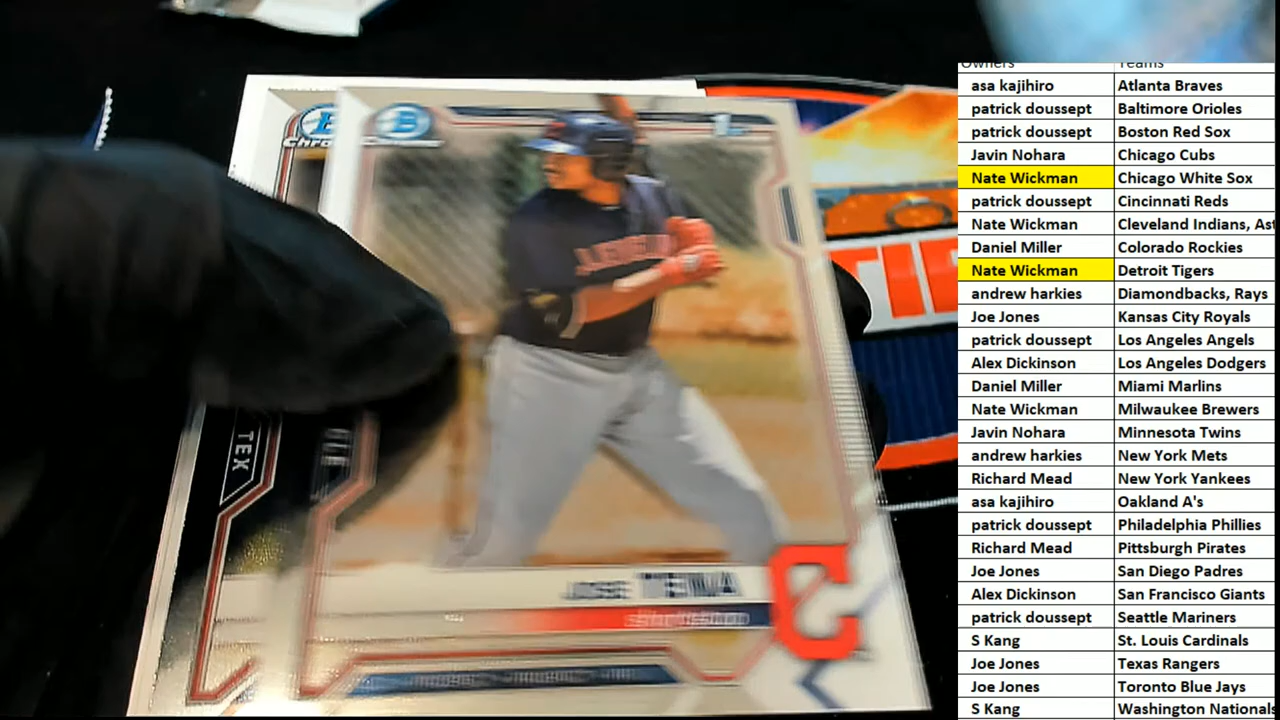 Owners Teams
asa kajihiro Atlanta Braves
patrick doussept Baltimore Orioles
patrick doussept Boston Red Sox
Javin Nohara Chicago Cubs
Nate Wickman Chicago White Sox
patrick doussept Cincinnati Reds
Nate Wickman Cleveland Indians, Ast
Daniel Miller Colorado Rockies
Nate Wickman Detroit Tigers
andrew harkies Diamondbacks, Rays
Joe Jones Kansas City Royals
patrick doussept Los Angeles Angels
Alex Dickinson Los Angeles Dodgers
Daniel Miller Miami Marlins
Nate Wickman Milwaukee Brewers
Javin Nohara Minnesota Twins
andrew harkies New York Mets
Richard Mead New York Yankees
asa kajihiro Oakland A's
patrick doussept Philadelphia Phillies
Richard Mead Pittsburgh Pirates
Joe Jones San Diego Padres
Alex Dickinson San Francisco Giants
patrick doussept Seattle Mariners
S Kang St. Louis Cardinals
Joe Jones Texas Rangers
Joe Jones Toronto Blue Jays
S Kang Washington Nationals
B
Chrome
1st
TEX
CLE
JOSE TENA
C